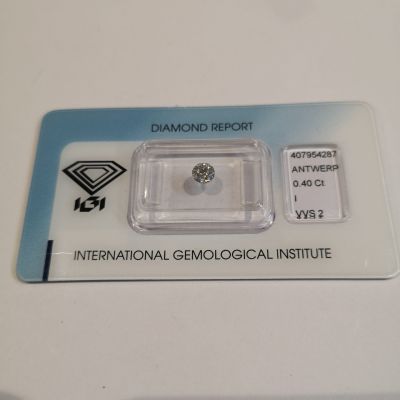 DIAMOND REPORT
IGI
407954287
ANTWERP
0.40 Ct
I
VVS 2
INTERNATIONAL GEMOLOGICAL INSTITUTE